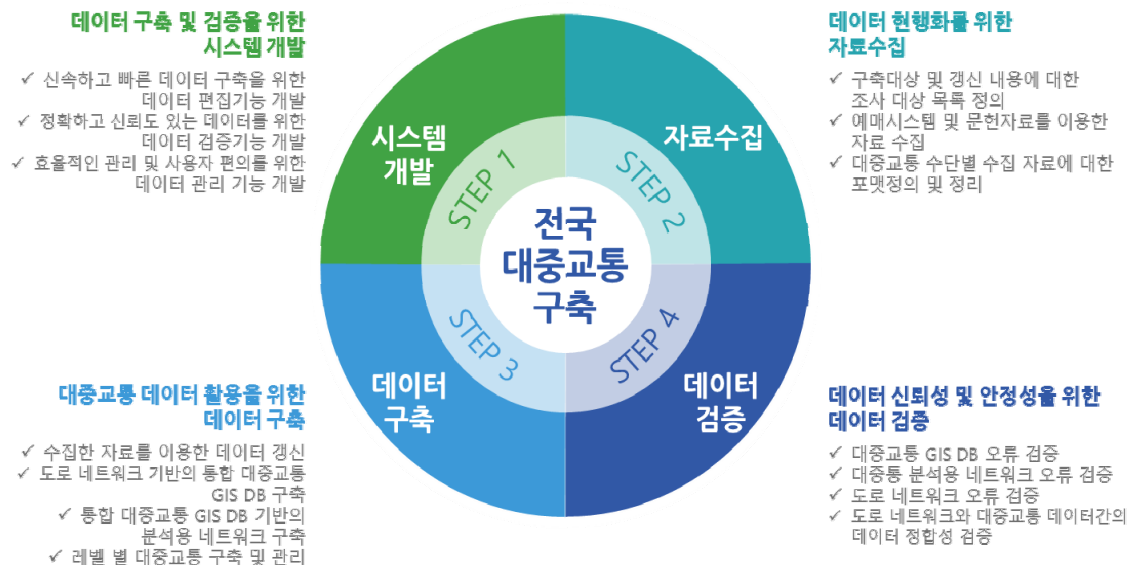 데이터 구축 및 검증을 위한
시스템 개발
✓ 신속하고 빠른 데이터 구축을 위한
데이터 편집기능 개발
✓ 정확하고 신뢰도 있는 데이터를 위한
데이터 검증기능 개발
✓ 효율적인 관리 및 사용자 편의를 위한
데이터 관리 기능 개발
데이터 현행화를 위한
자료수집
✓ 구축대상 및 갱신 내용에 대한
조사 대상 목록 정의
✓ 예매시스템 및 문헌자료를 이용한
자료 수집
✓ 대중교통 수단별 수집 자료에 대한
포맷정의 및 정리
시스템
개발
STEP 1
자료수집
STEP 2
전국
대중교통
구축
데이터
구축
STEP 3
데이터
검증
STEP 4
대중교통 데이터 활용을 위한
데이터 구축
✓ 수집한 자료를 이용한 데이터 갱신
✓ 도로 네트워크 기반의 통합 대중교통
GIS DB 구축
✓ 통합 대중교통 GIS DB 기반의
분석용 네트워크 구축
✓ 레벨 별 대중교통 구축 및 관리
데이터 신뢰성 및 안정성을 위한
데이터 검증
✓ 대중교통 GIS DB 오류 검증
✓ 대중통 분석용 네트워크 오류 검증
✓ 도로 네트워크 오류 검증
✓ 도로 네트워크와 대중교통 데이터간의
데이터 정합성 검증